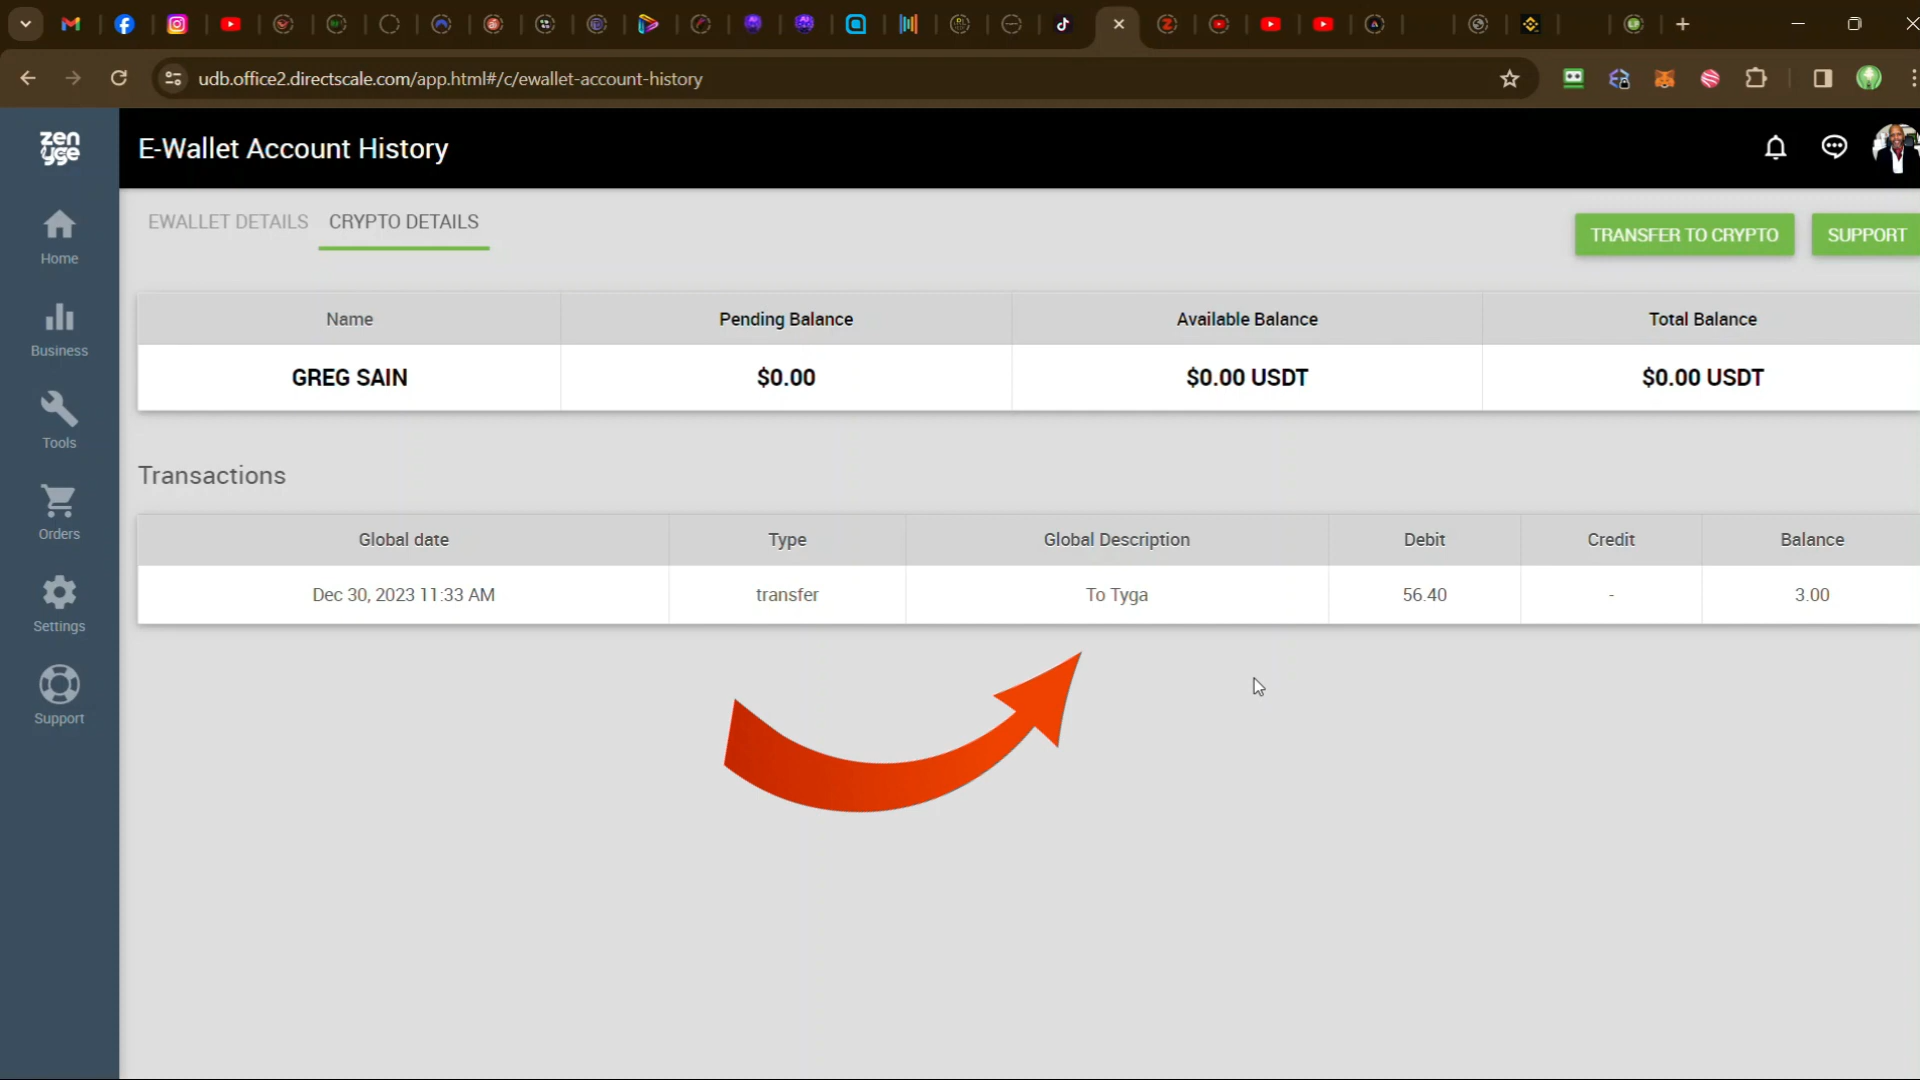 udb.office2.directscale.com/app.html#/c/ewallet-account-history
zen
yge
E-Wallet Account History
Home
Business
Tools
Orders
Settings
Support
EWALLET DETAILS CRYPTO DETAILS
TRANSFER TO CRYPTO SUPPORT
Name Pending Balance Available Balance Total Balance
GREG SAIN $0.00 $0.00 USDT $0.00 USDT
Transactions
Global date Type Global Description Debit Credit Balance
Dec 30, 2023 11:33 AM transfer To Tyga 56.40 - 3.00